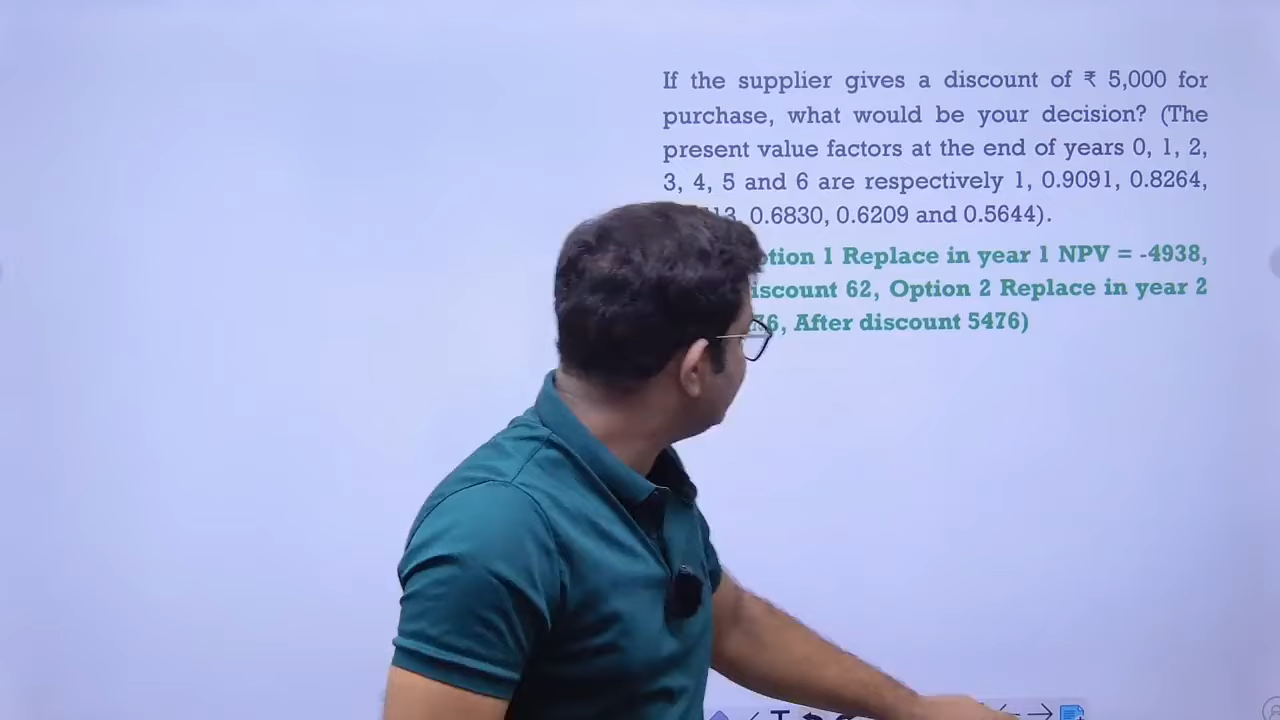 If the supplier gives a discount of ₹ 5,000 for
purchase, what would be your decision? (The
present value factors at the end of years 0, 1, 2,
3, 4, 5 and 6 are respectively 1, 0.9091, 0.8264,
0.6830, 0.6209 and 0.5644).
1 Replace in year 1 NPV = -4938,
62, Option 2 Replace in year 2
After discount 5476)